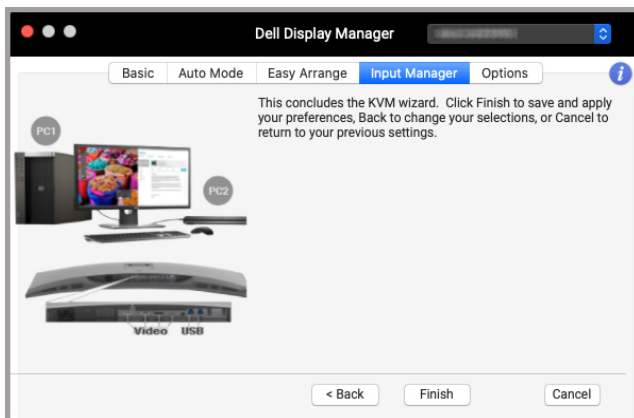 Dell Display Manager
Basic
Auto Mode
Easy Arrange
Input Manager
Options
i
This concludes the KVM wizard.  Click Finish to save and apply
your preferences, Back to change your selections, or Cancel to
return to your previous settings.
PC1
PC2
Video
USB
< Back
Finish
Cancel